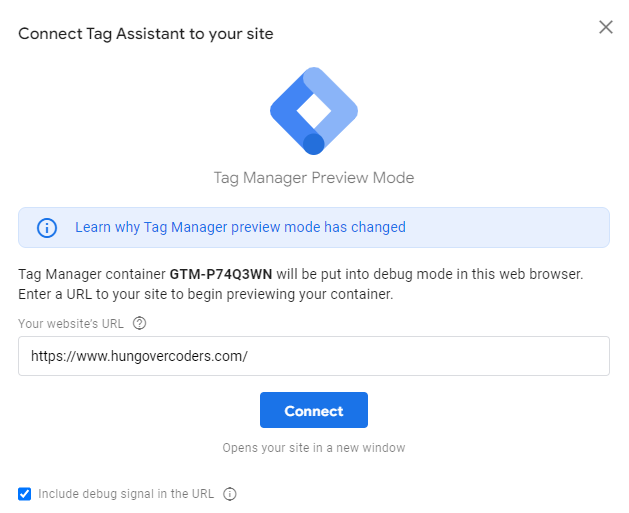 Connect Tag Assistant to your site
Tag Manager Preview Mode
Learn why Tag Manager preview mode has changed
Tag Manager container GTM-P74Q3WN will be put into debug mode in this web browser.
Enter a URL to your site to begin previewing your container.
Your website's URL
https://www.hungovercoders.com/
Connect
Opens your site in a new window
Include debug signal in the URL